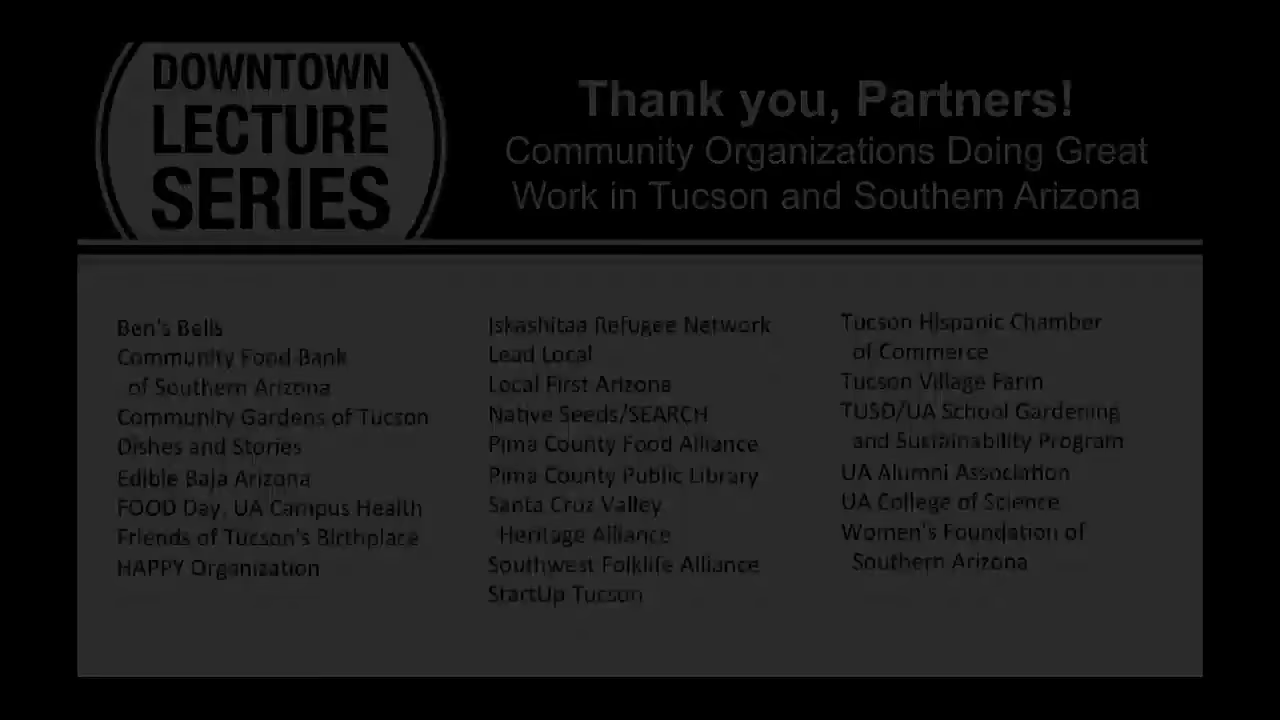 DOWNTOWN
LECTURE
SERIES
Thank you, Partners!
Community Organizations Doing Great
Work in Tucson and Southern Arizona
Ben's Bells
Community Food Bank
of Southern Arizona
Community Gardens of Tucson
Dishes and Stories
Edible Baja Arizona
FOOD Day, UA Campus Health
Friends of Tucson's Birthplace
HAPPY Organization
Iskashitaa Refugee Network
Lead Local
Local First Arizona
Native Seeds/SEARCH
Pima County Food Alliance
Pima County Public Library
Santa Cruz Valley
Heritage Alliance
Southwest Folklife Alliance
StartUp Tucson
Tucson Hispanic Chamber
of Commerce
Tucson Village Farm
TUSD/UA School Gardening
and Sustainability Program
UA Alumni Association
UA College of Science
Women's Foundation of
Southern Arizona